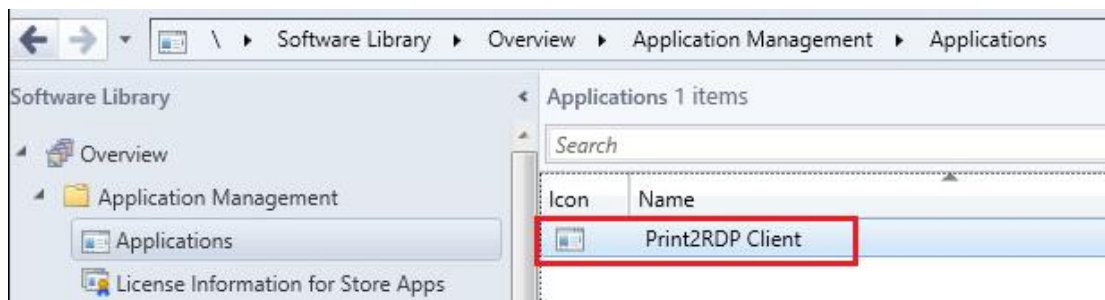 \ Software Library Overview Application Management Applications
Software Library
Overview
Application Management
Applications
License Information for Store Apps
Applications 1 items
Search
Icon Name
Print2RDP Client